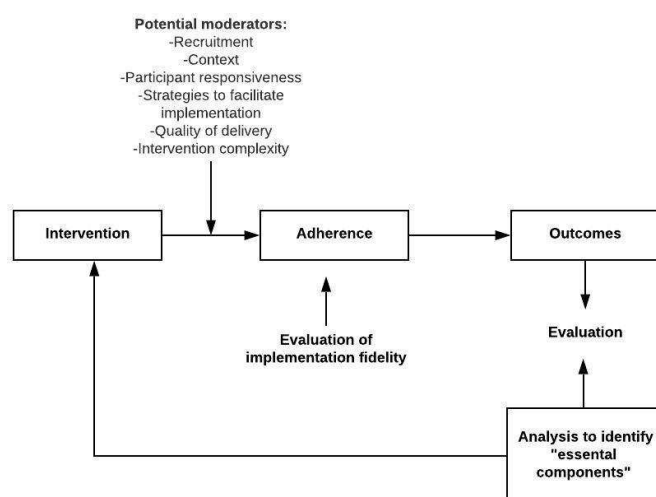 Potential moderators:
-Recruitment
-Context
-Participant responsiveness
-Strategies to facilitate
implementation
-Quality of delivery
-Intervention complexity
Intervention
Adherence
Outcomes
Evaluation of
implementation fidelity
Evaluation
Analysis to identify
"essental
components"